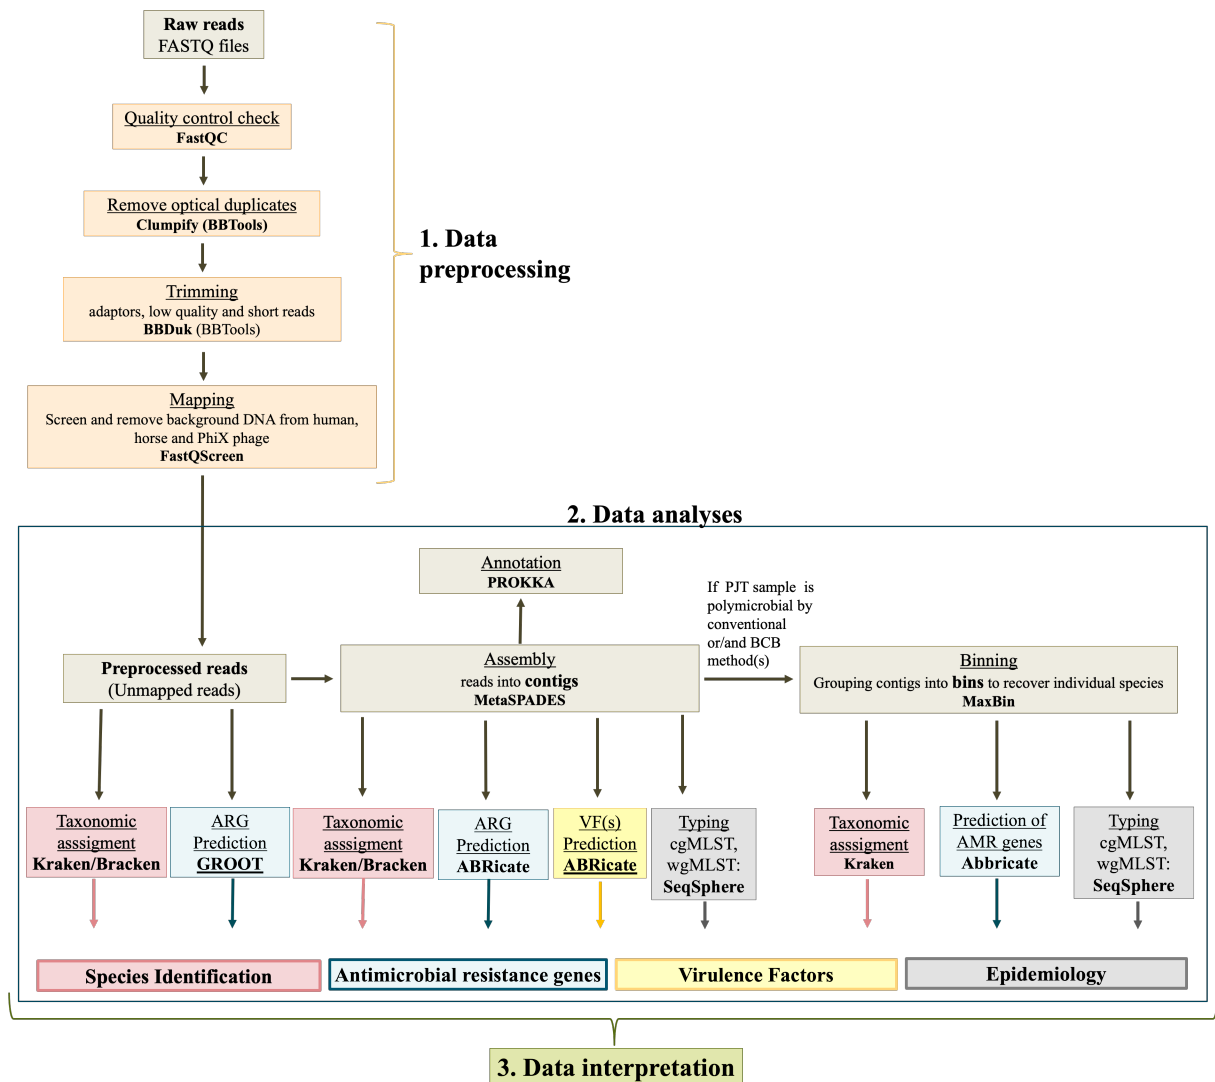 Raw reads
FASTQ files
Quality control check
FastQC
Remove optical duplicates
Clumpify (BBTools)
1. Data
preprocessing
Trimming
adaptors, low quality and short reads
BBDuk (BBTools)
Mapping
Screen and remove background DNA from human,
horse and PhiX phage
FastQScreen
2. Data analyses
Annotation
PROKKA
If PJT sample is
polymicrobial by
conventional
or/and BCB
method(s)
Preprocessed reads
(Unmapped reads)
Assembly
reads into contigs
MetaSPADES
Binning
Grouping contigs into bins to recover individual species
MaxBin
Taxonomic
asssigment
Kraken/Bracken
ARG
Prediction
GROOT
Taxonomic
asssigment
Kraken/Bracken
ARG
Prediction
ABRicate
VF(s)
Prediction
ABRicate
Typing
cgMLST,
wgMLST:
SeqSphere
Taxonomic
asssigment
Kraken
Prediction of
AMR genes
Abbricate
Typing
cgMLST,
wgMLST:
SeqSphere
Species Identification
Antimicrobial resistance genes
Virulence Factors
Epidemiology
3. Data interpretation